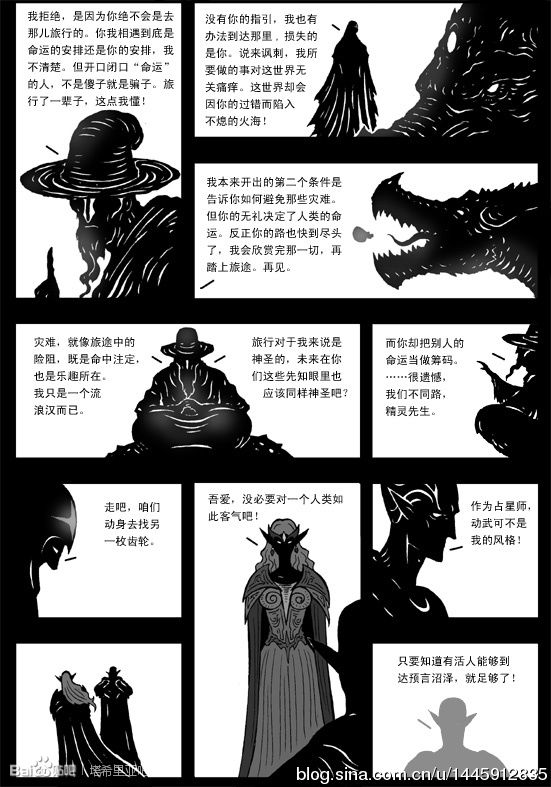 我拒绝，是因为你绝不会是去
那儿旅行的。你我相遇到底是
命运的安排还是你的安排，我
不清楚。但开口闭口“命运”
的人，不是傻子就是骗子。旅
行了一辈子，这点我懂！
没有你的指引，我也有
办法到达那里，损失的
是你。说来讽刺，我所
要做的事对这世界无
关痛痒。这世界却会
因你的过错而陷入
不熄的火海！
我本来开出的第二个条件是
告诉你如何避免那些灾难。
但你的无礼决定了人类的命
运。反正你的路也快到尽头
了，我会欣赏完那一切，再
踏上旅途。再见。
灾难，就像旅途中的
险阻，既是命中注定，
也是乐趣所在。
我只是一个流
浪汉而已。
旅行对于我来说是
神圣的，未来在你
们这些先知眼里也
应该同样神圣吧？
而你却把别人的
命运当做筹码。
……很遗憾，
我们不同路，
精灵先生。
走吧，咱们
动身去找另
一枚齿轮。
吾爱，没必要对一个人类如
此客气吧！
作为占星师，
动武可不是
我的风格！
只要知道有活人能够到
达预言沼泽，就足够了！
Bai贴吧 塔希里亚吧
blog.sina.com.cn/u/1445912835